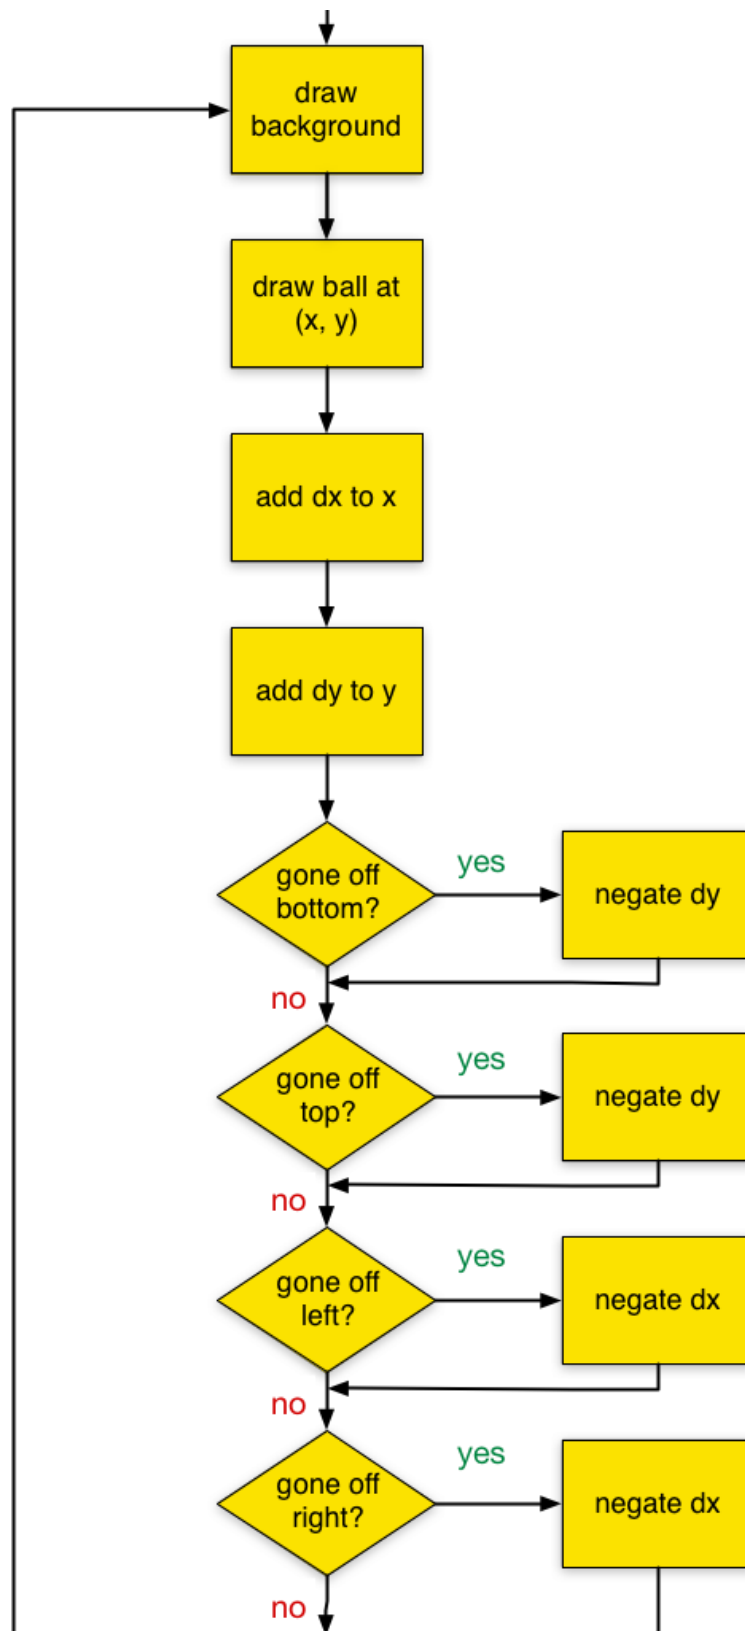 draw
background
draw ball at
(x, y)
add dx to x
add dy to y
gone off
bottom?
yes
negate dy
no
gone off
top?
yes
negate dy
no
gone off
left?
yes
negate dx
no
gone off
right?
yes
negate dx
no